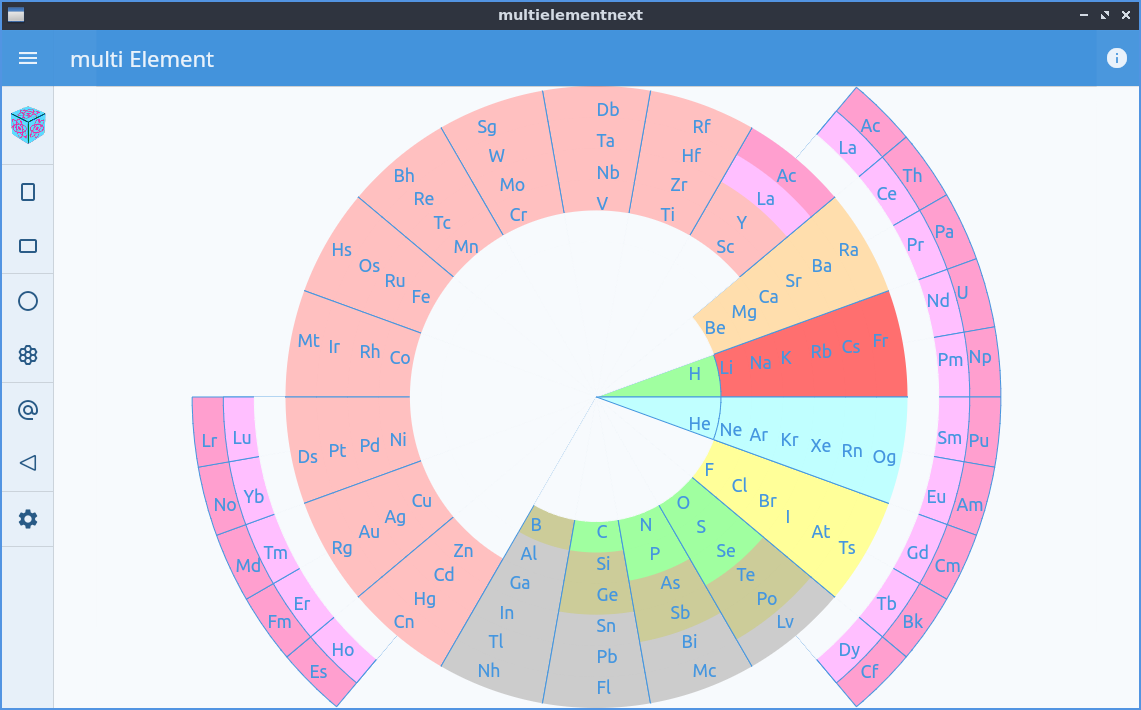 multielementnext
multi Element
Db
Ta
Nb
V
Rf
Hf
Zr
Ti
Ac
La
Y
Sc
Ra
Ba
Sr
Ca
Mg
Be
H
Li
Na
K
Rb
Cs
Fr
He
Ne
Ar
Kr
Xe
Rn
Og
F
Cl
Br
I
At
Ts
O
S
Se
Te
Po
Lv
N
P
As
Sb
Bi
Mc
C
Si
Ge
Sn
Pb
Fl
B
Al
Ga
In
Tl
Nh
Zn
Cd
Hg
Cn
Cu
Ag
Au
Rg
Ni
Pd
Pt
Ds
Co
Rh
Ir
Mt
Fe
Ru
Os
Hs
Mn
Tc
Re
Bh
Cr
Mo
W
Sg
Ac
La
Th
Ce
Pa
Pr
U
Nd
Np
Pm
Pu
Sm
Am
Eu
Cm
Gd
Bk
Tb
Cf
Dy
Es
Ho
Fm
Er
Md
Tm
No
Yb
Lr
Lu